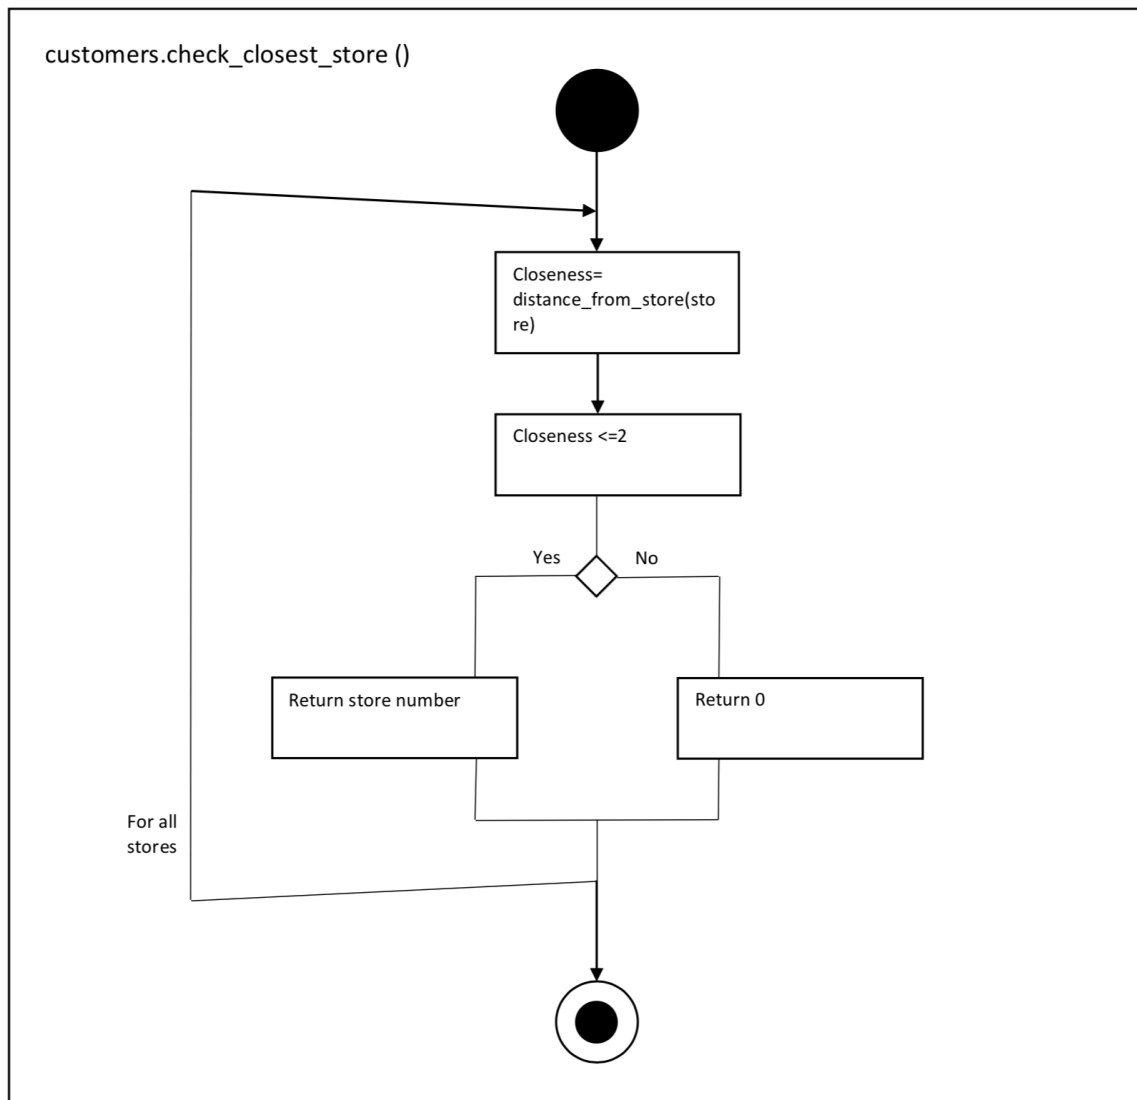 customers.check_closest_store ()
Closeness=
distance_from_store(sto
re)
Closeness <=2
Yes
No
Return store number
Return 0
For all
stores